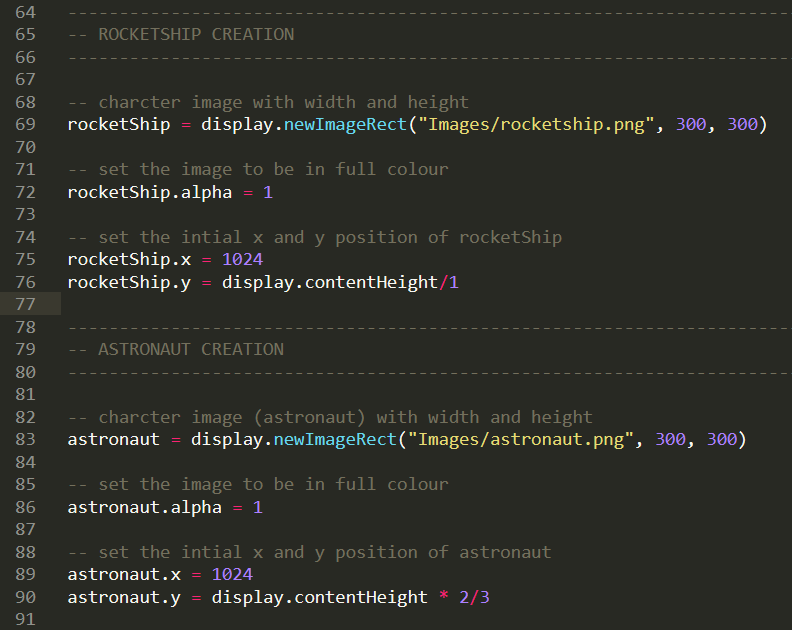 64 --------------------------------------------------------------------------------
65 -- ROCKETSHIP CREATION
66 --------------------------------------------------------------------------------
67
68 -- charcter image with width and height
69 rocketShip = display.newImageRect("Images/rocketship.png", 300, 300)
70
71 -- set the image to be in full colour
72 rocketShip.alpha = 1
73
74 -- set the intial x and y position of rocketShip
75 rocketShip.x = 1024
76 rocketShip.y = display.contentHeight/1
77
78 --------------------------------------------------------------------------------
79 -- ASTRONAUT CREATION
80 --------------------------------------------------------------------------------
81
82 -- charcter image (astronaut) with width and height
83 astronaut = display.newImageRect("Images/astronaut.png", 300, 300)
84
85 -- set the image to be in full colour
86 astronaut.alpha = 1
87
88 -- set the intial x and y position of astronaut
89 astronaut.x = 1024
90 astronaut.y = display.contentHeight * 2/3
91